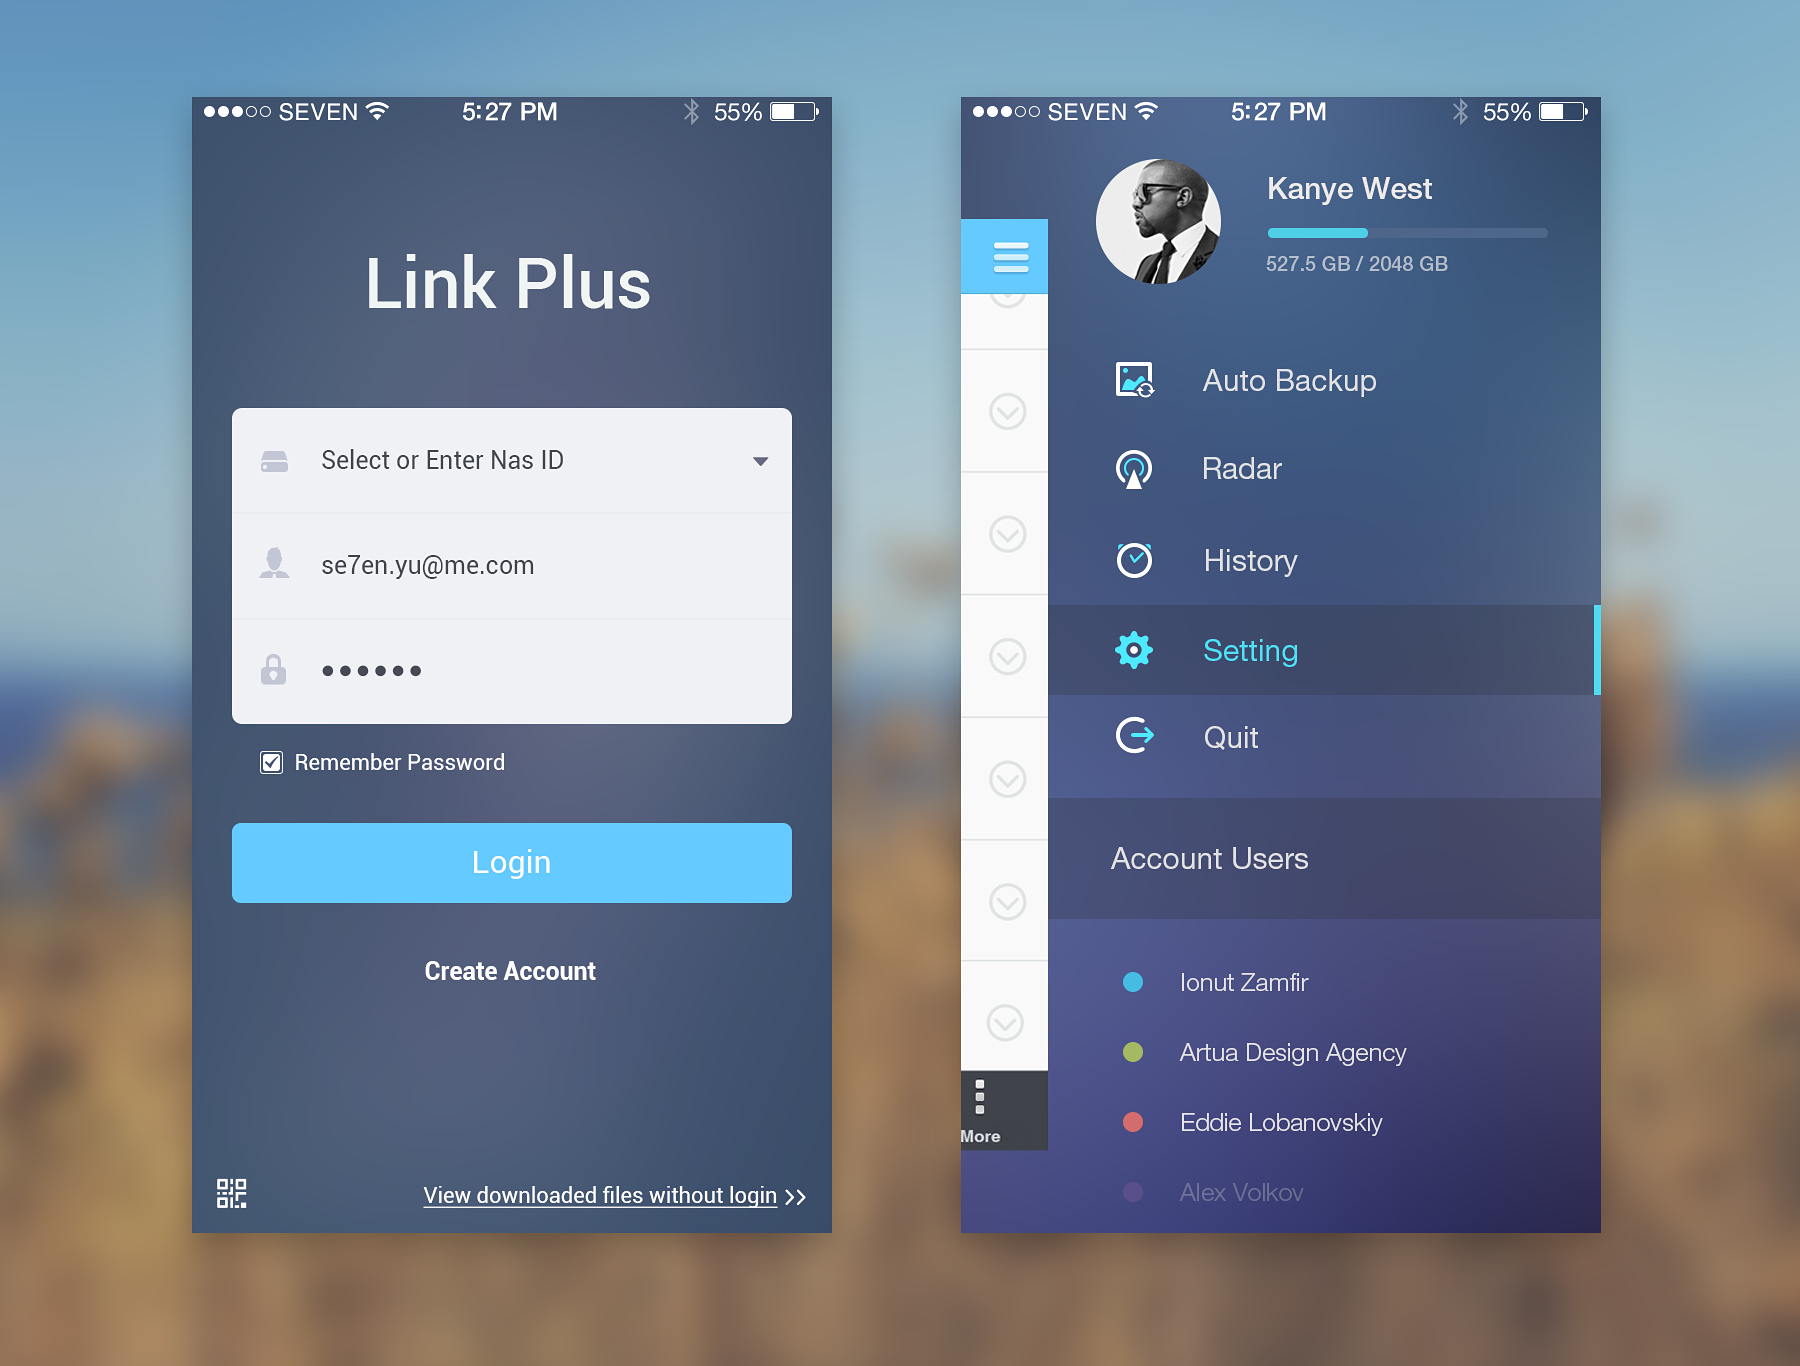 SEVEN 5:27 PM 55%
Link Plus
Select or Enter Nas ID
se7en.yu@me.com
Remember Password
Login
Create Account
View downloaded files without login >>
SEVEN 5:27 PM 55%
Kanye West
527.5 GB / 2048 GB
Auto Backup
Radar
History
Setting
Quit
Account Users
Ionut Zamfir
Artua Design Agency
Eddie Lobanovskiy
Alex Volkov
More